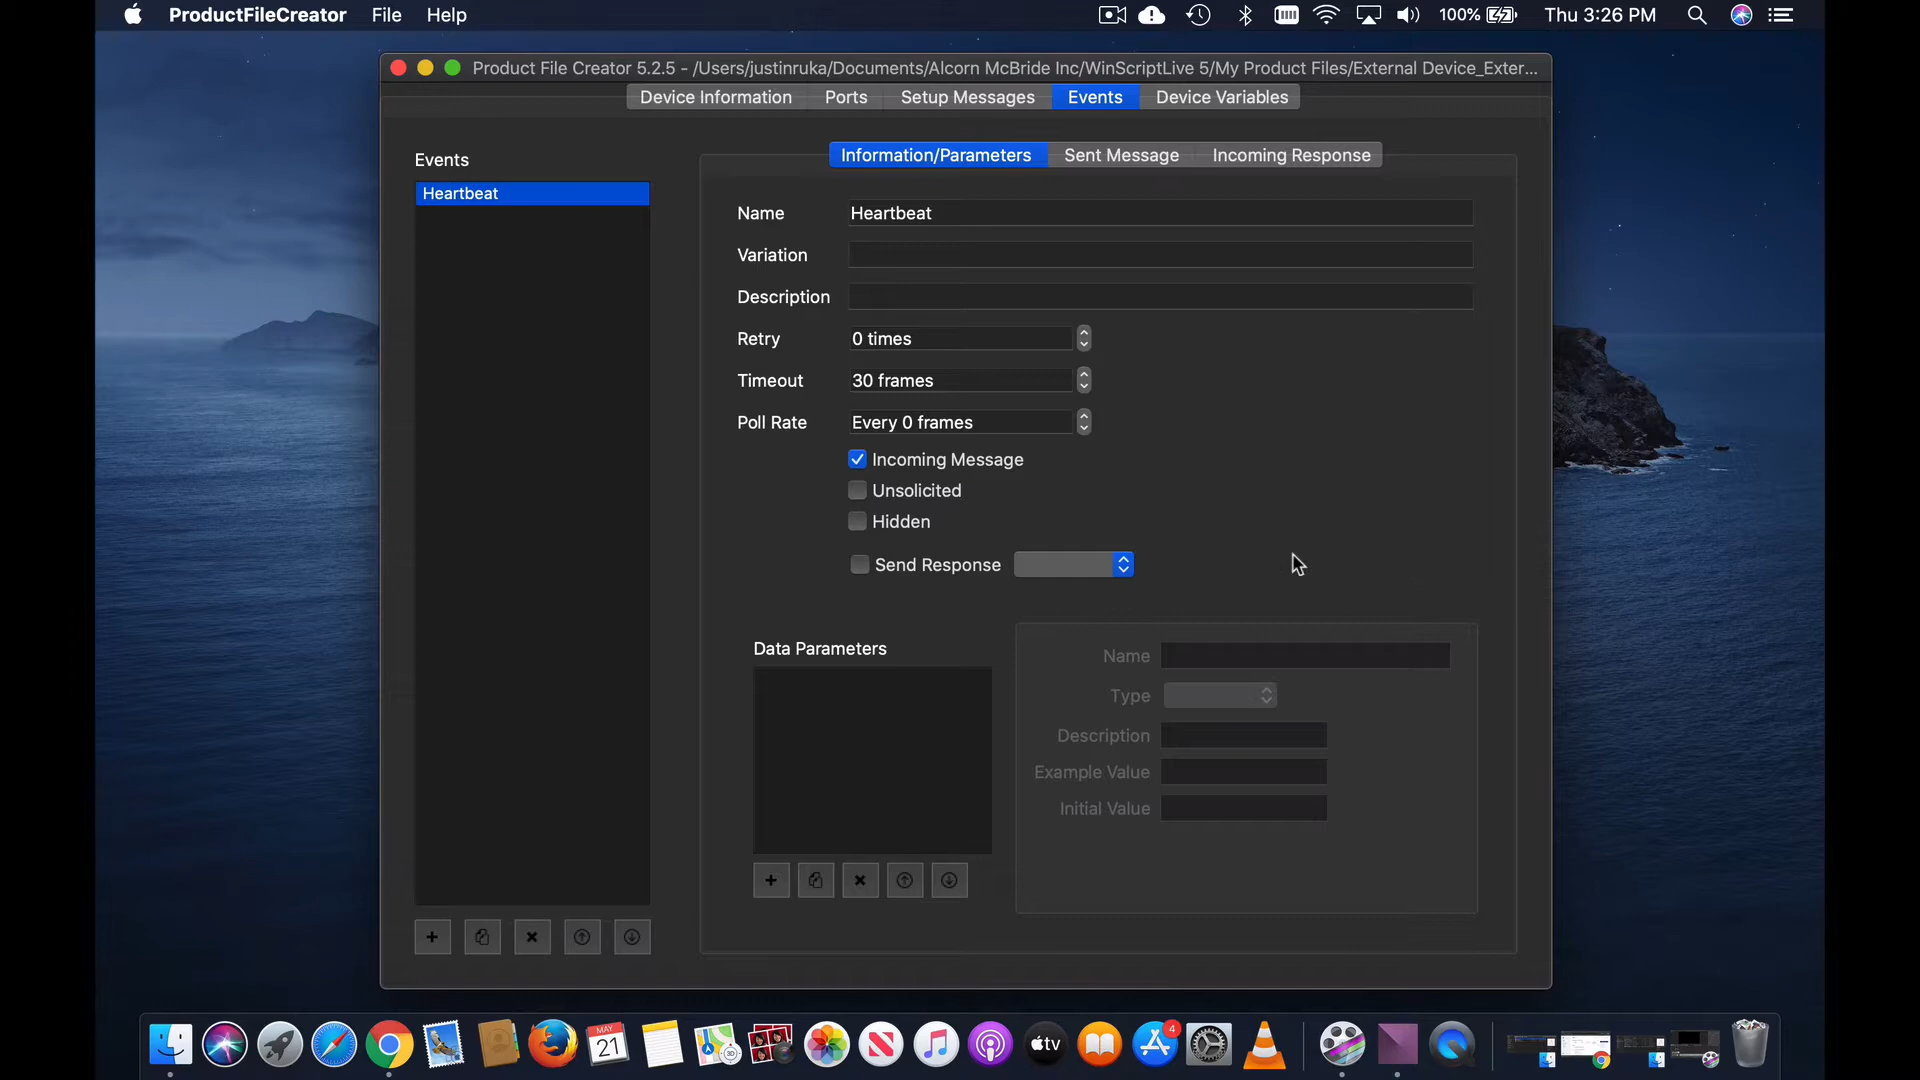 ProductFileCreator File Help 100% Thu 3:26 PM
Product File Creator 5.2.5 - /Users/justinruka/Documents/Alcorn McBride Inc/WinScriptLive 5/My Product Files/External Device_Exter...
Device Information Ports Setup Messages Events Device Variables
Events
Heartbeat
Information/Parameters Sent Message Incoming Response
Name Heartbeat
Variation
Description
Retry 0 times
Timeout 30 frames
Poll Rate Every 0 frames
Incoming Message
Unsolicited
Hidden
Send Response
Data Parameters
Name
Type
Description
Example Value
Initial Value
MAY
21
3D
tv
4